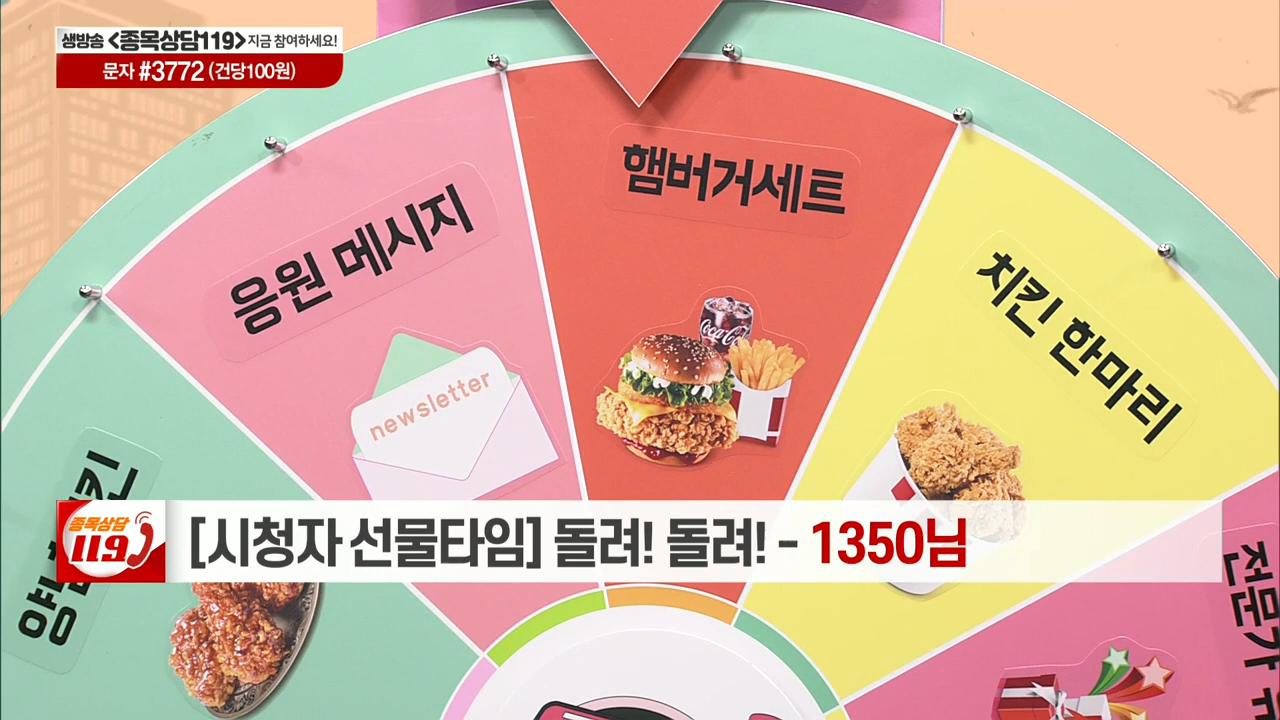 생방송 <종목상담119> 지금 참여하세요!
문자 #3772 (건당100원)
햄버거세트
응원 메시지
치킨 한마리
Coca-Cola
newsletter
종목상담
119
[시청자 선물타임] 돌려! 돌려! - 1350님
전문가